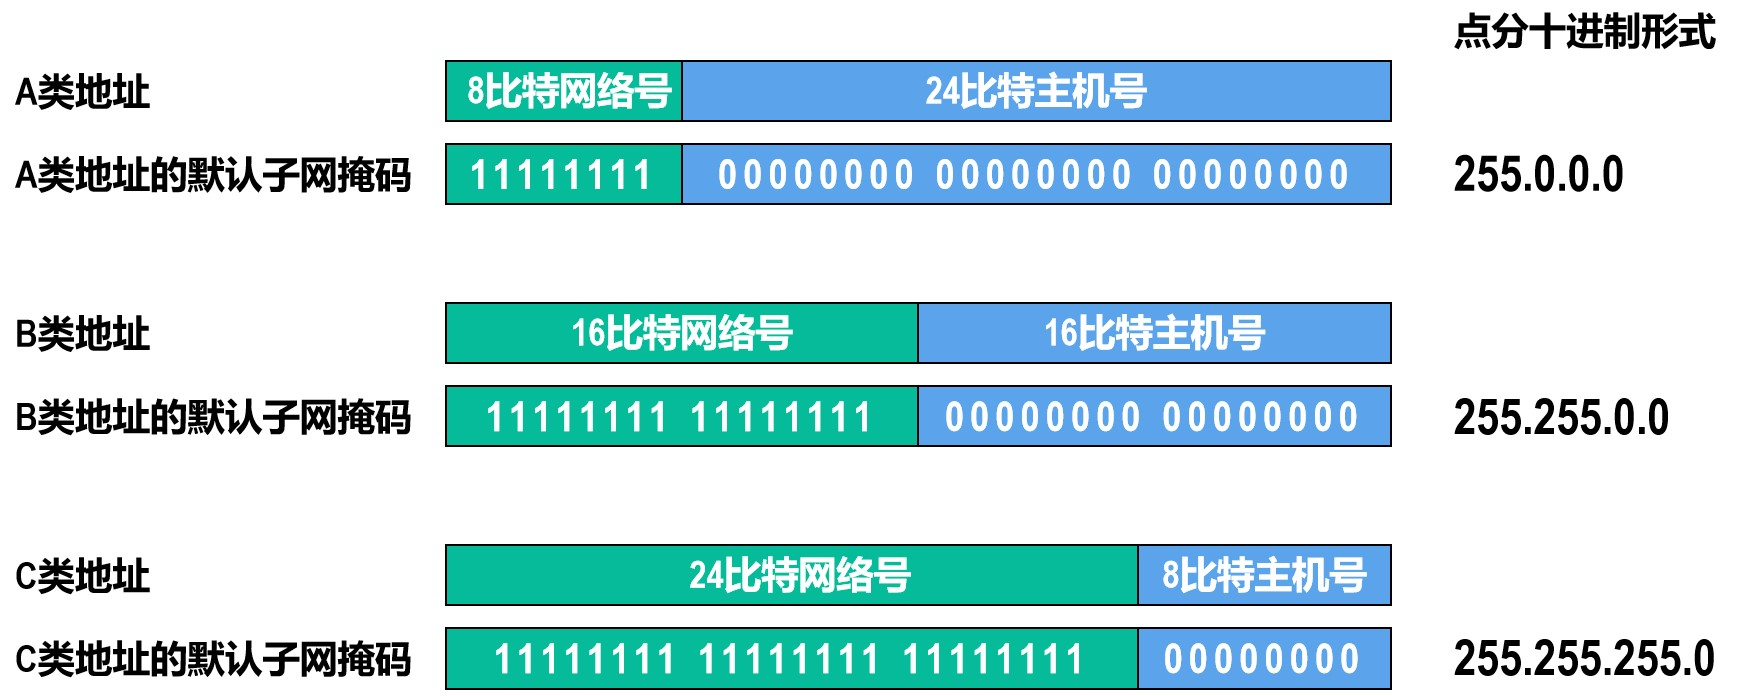 点分十进制形式
A类地址 8比特网络号 24比特主机号
A类地址的默认子网掩码 11111111 00000000 00000000 00000000 255.0.0.0
B类地址 16比特网络号 16比特主机号
B类地址的默认子网掩码 11111111 11111111 00000000 00000000 255.255.0.0
C类地址 24比特网络号 8比特主机号
C类地址的默认子网掩码 11111111 11111111 11111111 00000000 255.255.255.0